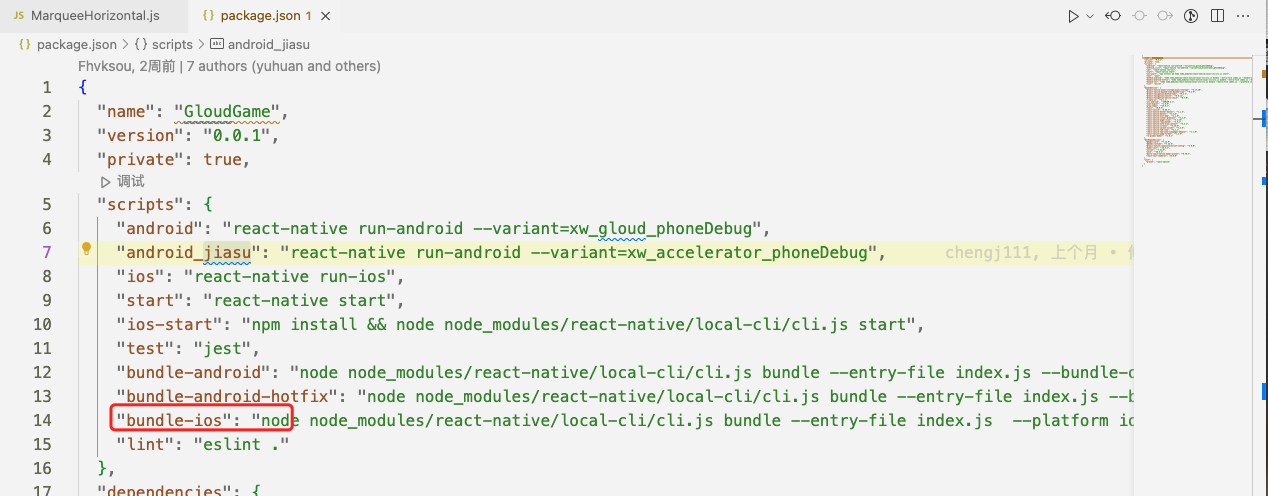 JS MarqueeHorizontal.js {} package.json 1 ×
{} package.json > {} scripts > abc android_jiasu
Fhvksou, 2周前 | 7 authors (yuhuan and others)
1 {
2 "name": "GloudGame",
3 "version": "0.0.1",
4 "private": true,
调试
5 "scripts": {
6 "android": "react-native run-android --variant=xw_gloud_phoneDebug",
7 "android_jiasu": "react-native run-android --variant=xw_accelerator_phoneDebug", chengj111, 上个月 •
8 "ios": "react-native run-ios",
9 "start": "react-native start",
10 "ios-start": "npm install && node node_modules/react-native/local-cli/cli.js start",
11 "test": "jest",
12 "bundle-android": "node node_modules/react-native/local-cli/cli.js bundle --entry-file index.js --bundle-o
13 "bundle-android-hotfix": "node node_modules/react-native/local-cli/cli.js bundle --entry-file index.js --b
14 "bundle-ios": "node node_modules/react-native/local-cli/cli.js bundle --entry-file index.js --platform io
15 "lint": "eslint ."
16 },
17 "dependencies": {